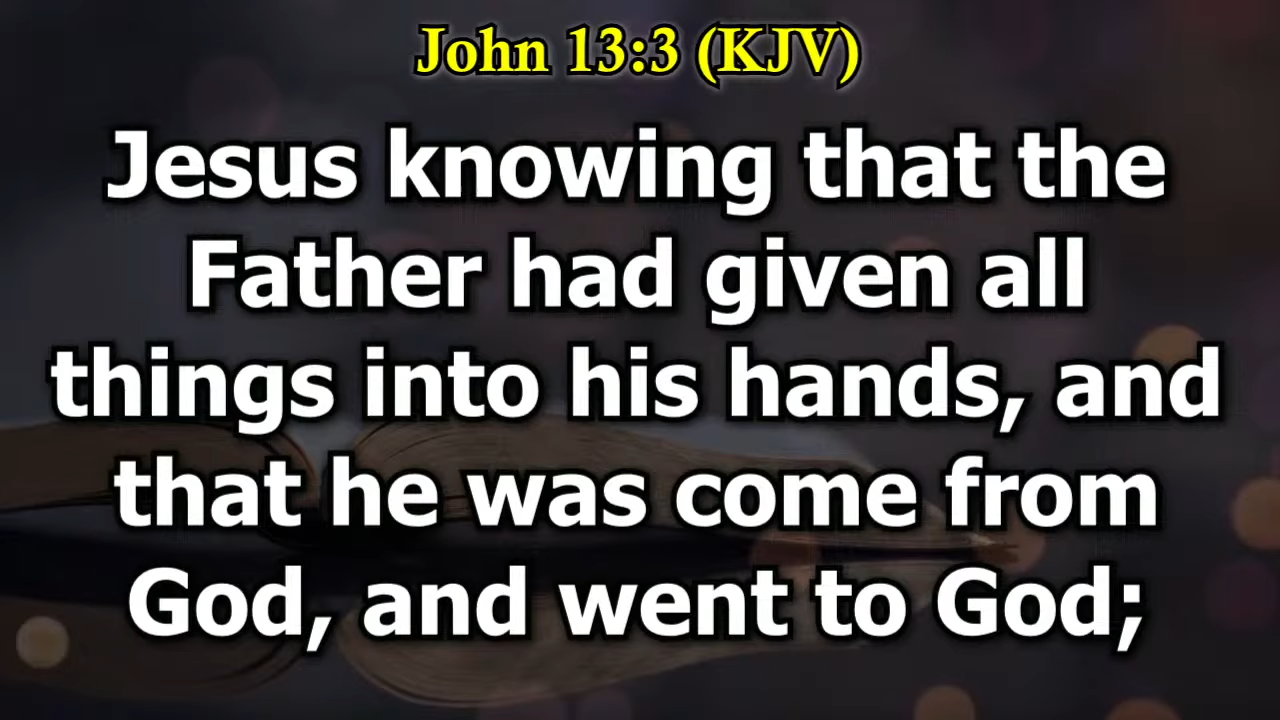 John 13:3 (KJV)
Jesus knowing that the
Father had given all
things into his hands, and
that he was come from
God, and went to God;